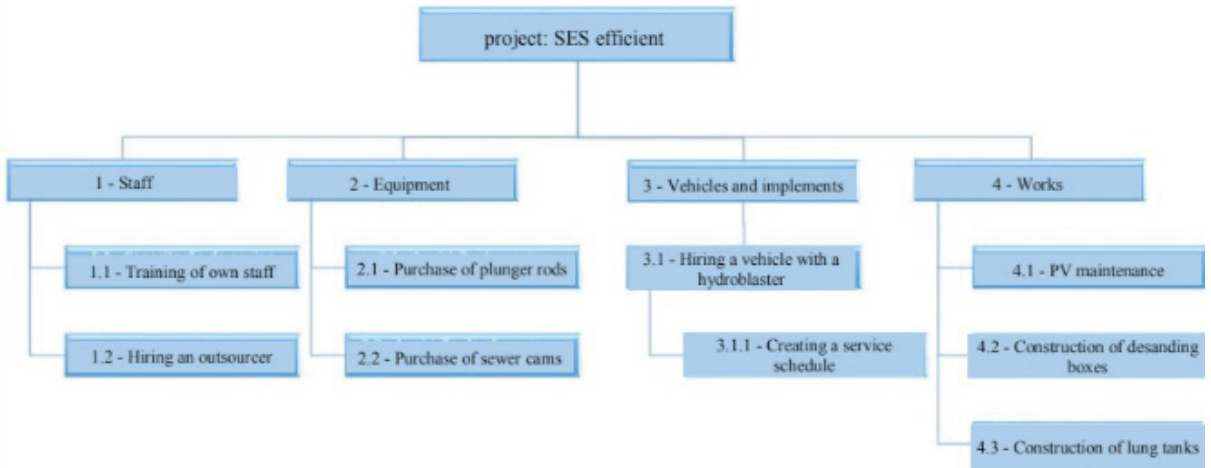 project: SES efficient
1 - Staff
2 - Equipment
3 - Vehicles and implements
4 - Works
1.1 - Training of own staff
2.1 - Purchase of plunger rods
3.1 - Hiring a vehicle with a
hydroblaster
4.1 - PV maintenance
1.2 - Hiring an outsourcer
2.2 - Purchase of sewer cams
3.1.1 - Creating a service
schedule
4.2 - Construction of desanding
boxes
4.3 - Construction of lung tanks